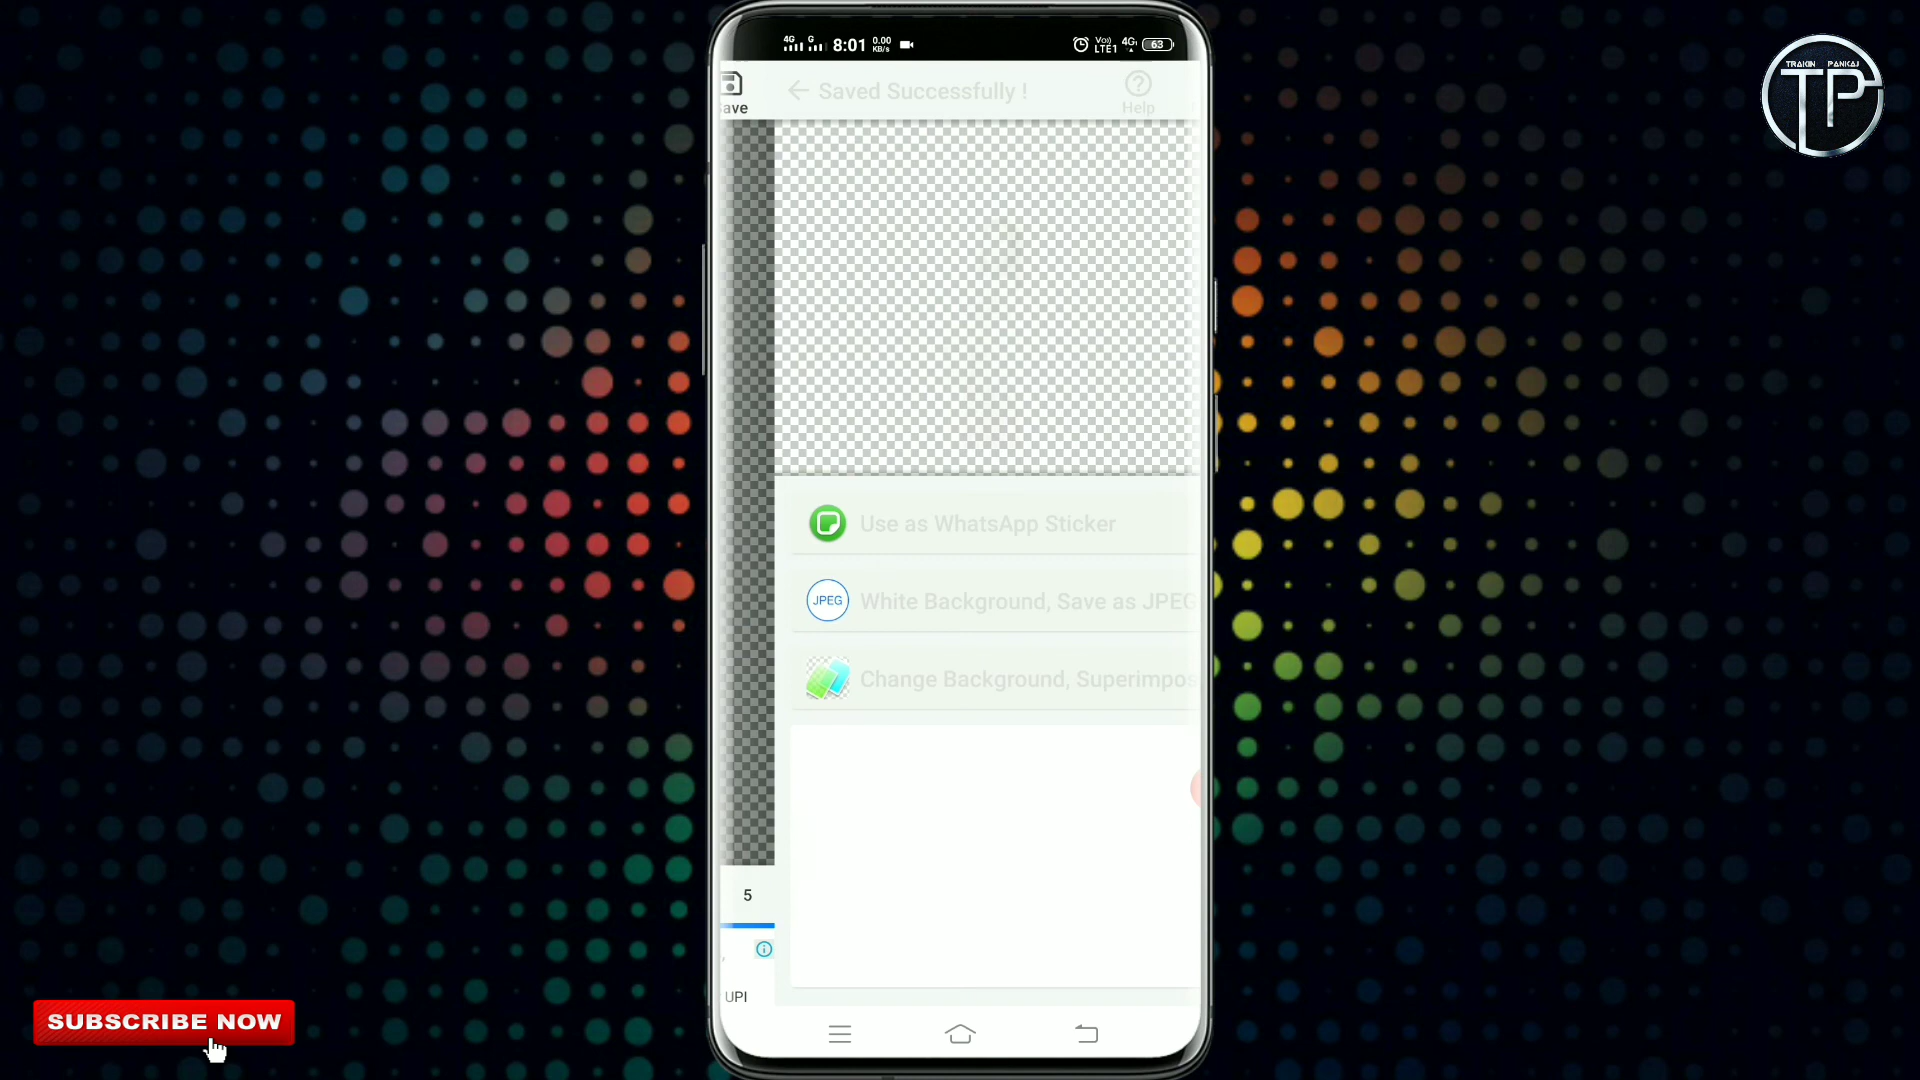 4G G 8:01 0.00 KB/s Vo) LTE1 4G 63
TRAKIN PANKAJ
TP
ave
Saved Successfully !
Help
Use as WhatsApp Sticker
JPEG
White Background, Save as JPEG
Change Background, Superimpos
5
UPI
SUBSCRIBE NOW